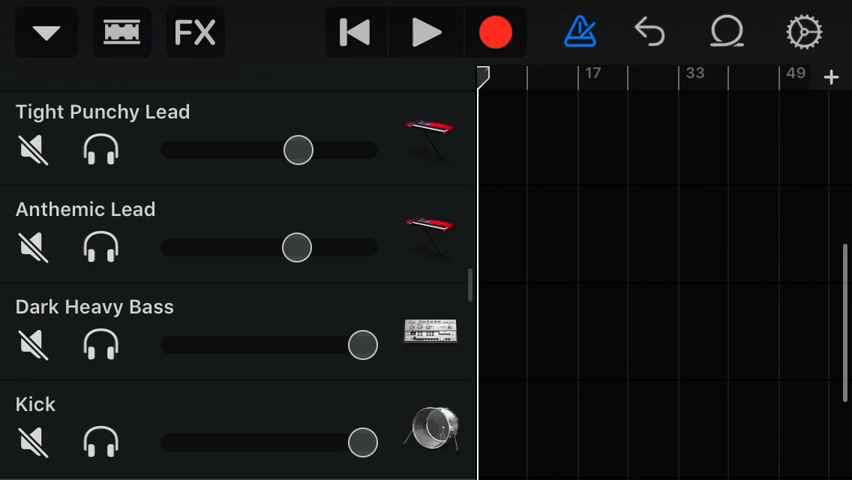 FX
17 33 49 +
Tight Punchy Lead
Anthemic Lead
Dark Heavy Bass
Kick